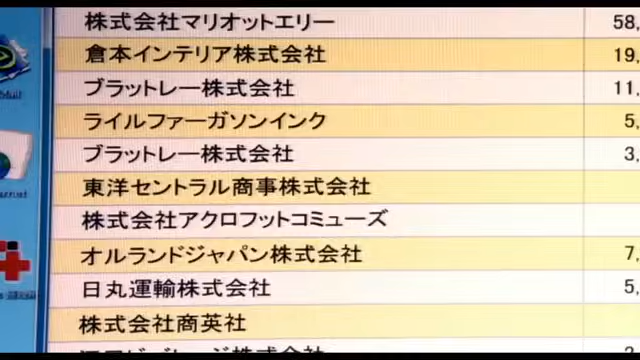 株式会社マリオットエリー 58,
倉本インテリア株式会社 19,
ブラットレー株式会社 11,
ライルファーガソンインク 5,
ブラットレー株式会社 3,
東洋セントラル商事株式会社
株式会社アクロフットコミューズ
オルランドジャパン株式会社 7,
日丸運輸株式会社 5,
株式会社商英社